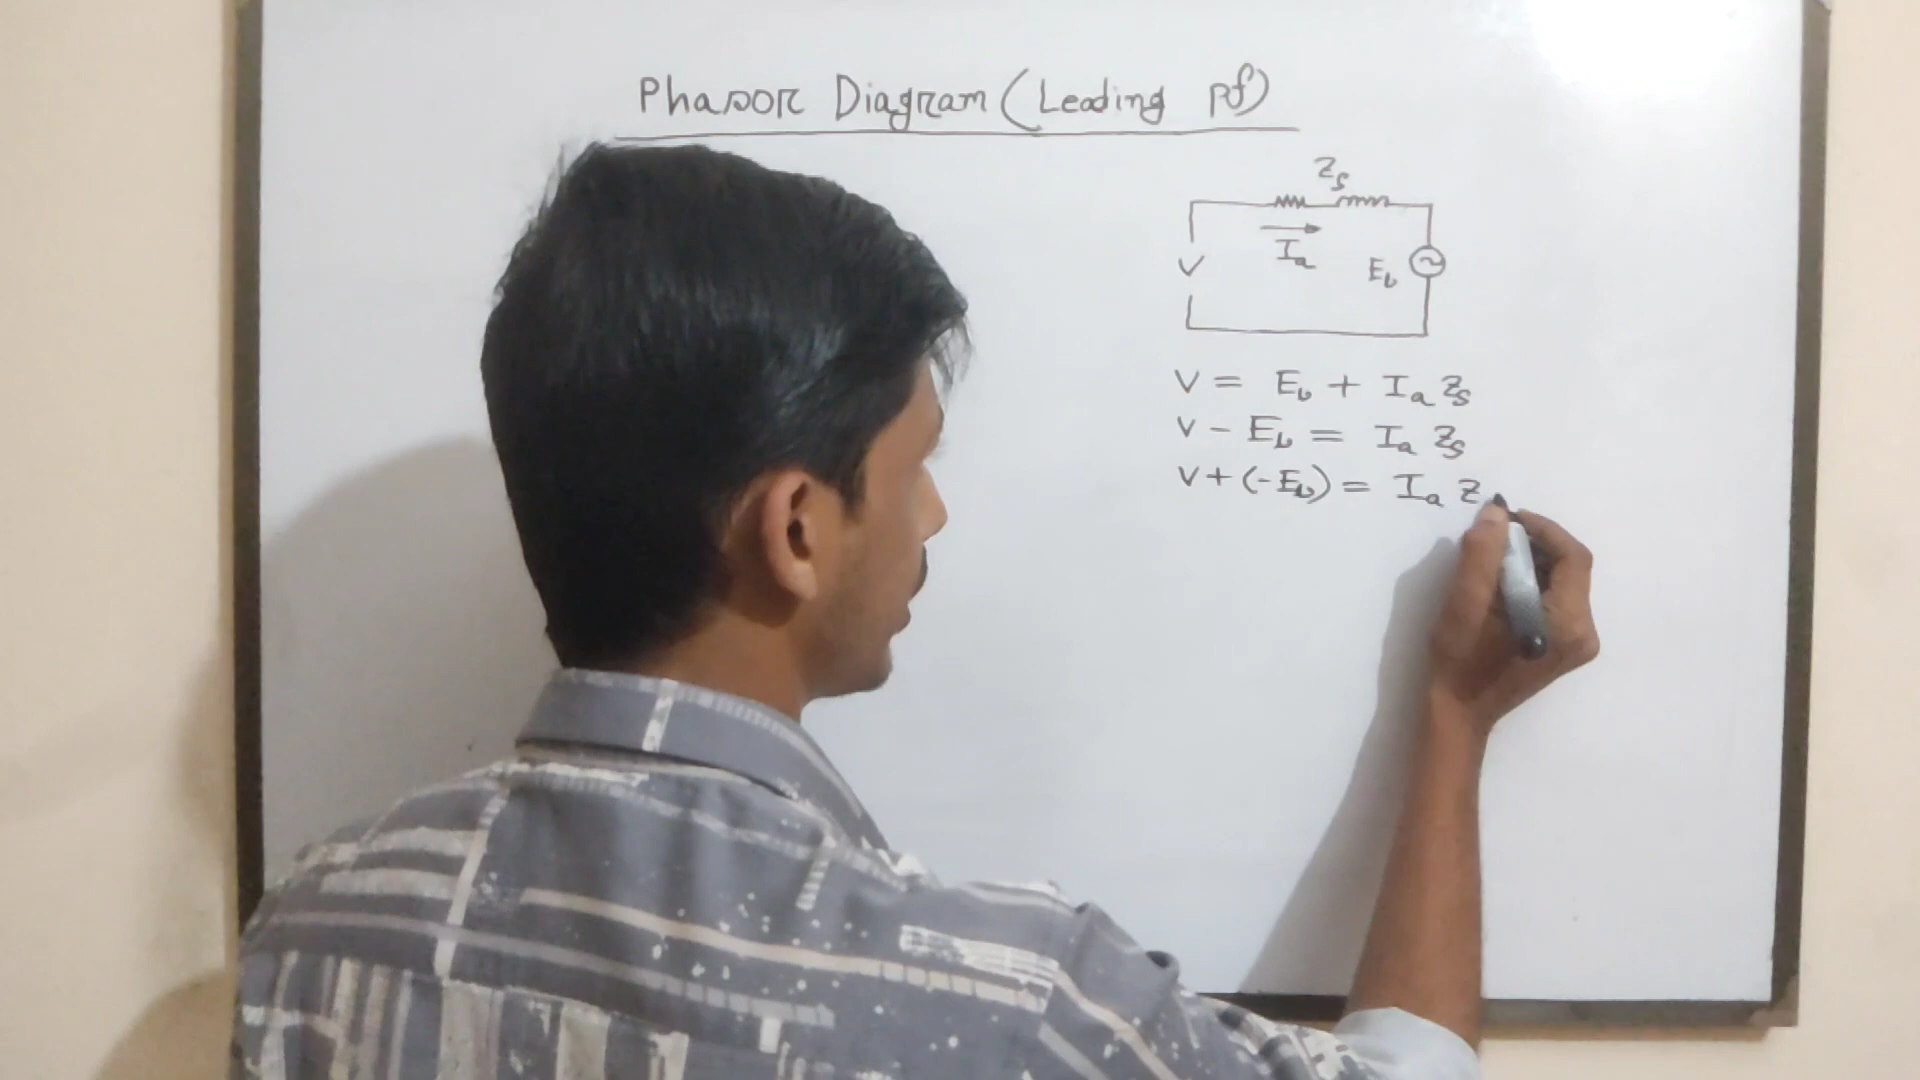 Phasor Diagram (Leading pf)
Zs
Ia
V
Eb
V = Eb + Ia Zs
V - Eb = Ia Zs
V + (-Eb) = Ia Z